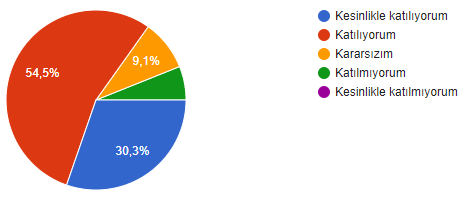 54,5%
9,1%
30,3%
Kesinlikle katılıyorum
Katılıyorum
Kararsızım
Katılmıyorum
Kesinlikle katılmıyorum